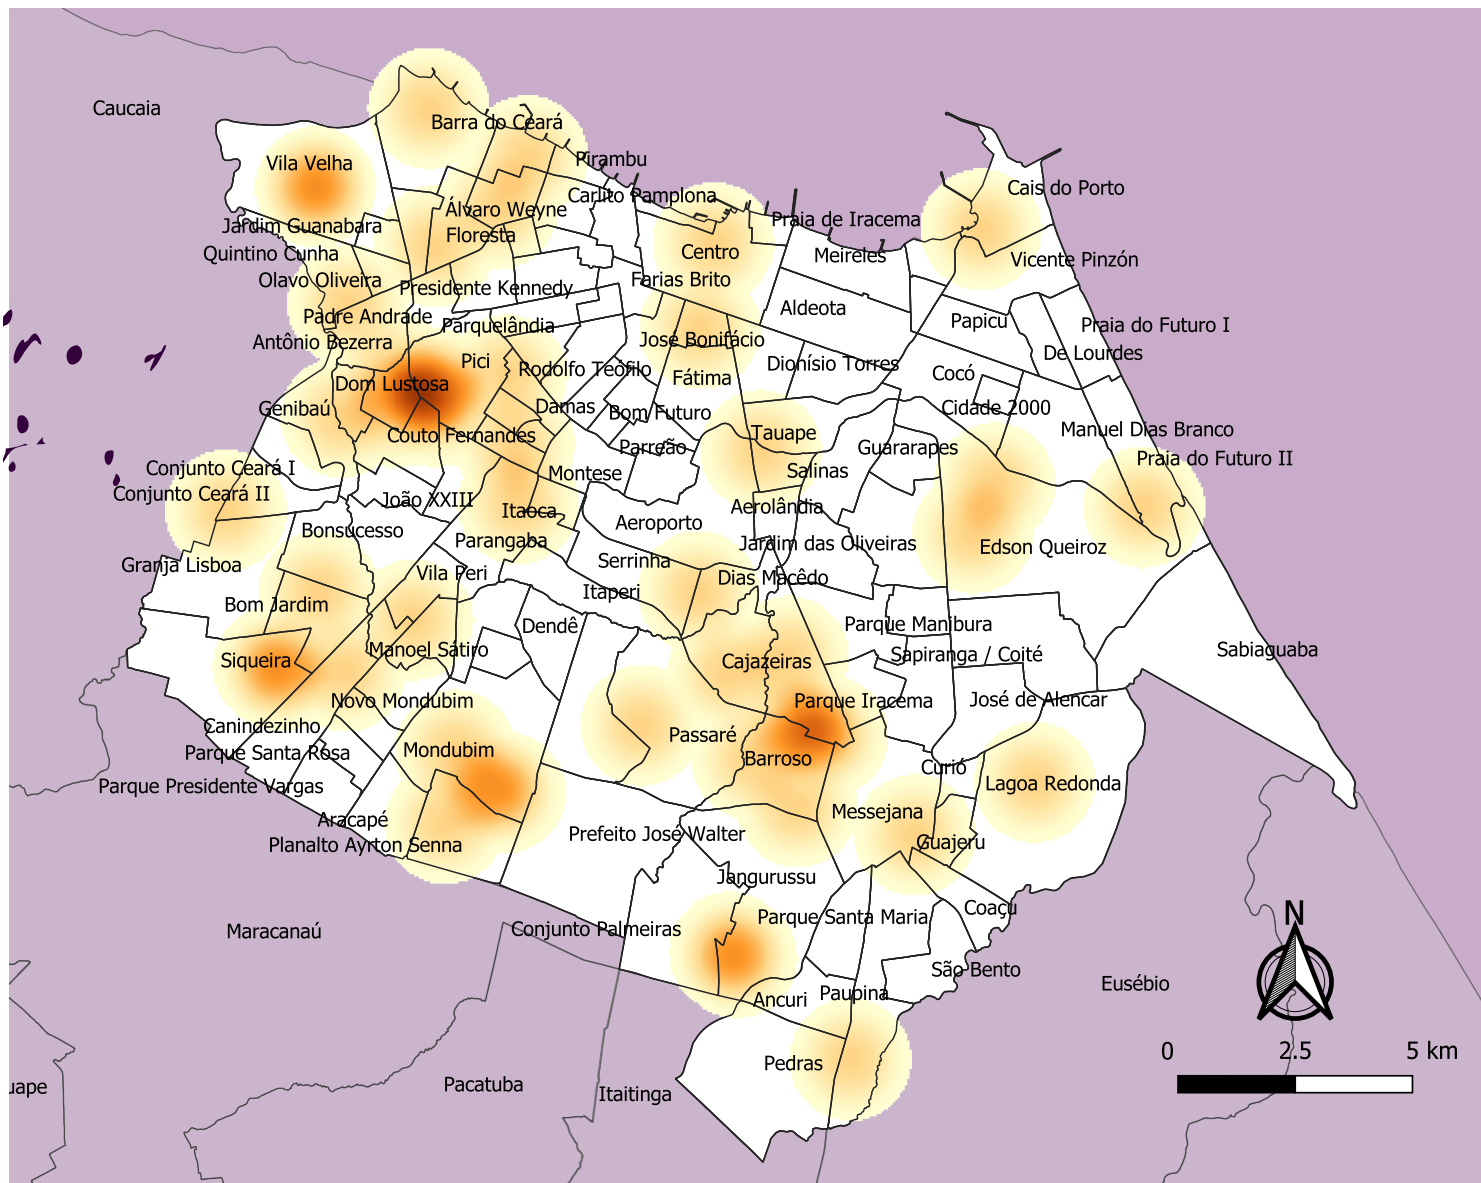 Caucaia
Barra do Ceará
Vila Velha
Pirambu
Cais do Porto
Carlito Pamplona
Álvaro Weyne
Praia de Iracema
Jardim Guanabara
Floresta
Quintino Cunha
Centro
Meireles
Vicente Pinzón
Olavo Oliveira
Farias Brito
Presidente Kennedy
Aldeota
Padre Andrade
Papicu
Parquelândia
Praia do Futuro I
Antônio Bezerra
José Bonifácio
De Lourdes
Pici
Rodolfo Teófilo
Dionísio Torres
Cocó
Dom Lustosa
Fátima
Genibaú
Damas
Bom Futuro
Cidade 2000
Couto Fernandes
Tauape
Manuel Dias Branco
Parreão
Guararapes
Praia do Futuro II
Conjunto Ceará I
Montese
Salinas
Conjunto Ceará II
João XXIII
Itaoca
Aerolândia
Bonsucesso
Aeroporto
Parangaba
Jardim das Oliveiras
Edson Queiroz
Granja Lisboa
Vila Peri
Serrinha
Dias Macêdo
Itaperi
Bom Jardim
Dendê
Parque Manibura
Manoel Sátiro
Sapiranga / Coité
Sabiaguaba
Siqueira
Cajazeiras
Novo Mondubim
Parque Iracema
José de Alencar
Canindezinho
Passaré
Parque Santa Rosa
Mondubim
Barroso
Curió
Parque Presidente Vargas
Lagoa Redonda
Aracapé
Messejana
Planalto Ayrton Senna
Prefeito José Walter
Guajeru
Jangurussu
Maracanaú
Conjunto Palmeiras
Parque Santa Maria
Coaçu
N
São Bento
Eusébio
Ancuri
Paupina
0 2.5 5 km
Pedras
Pacatuba
Itaitinga
uape